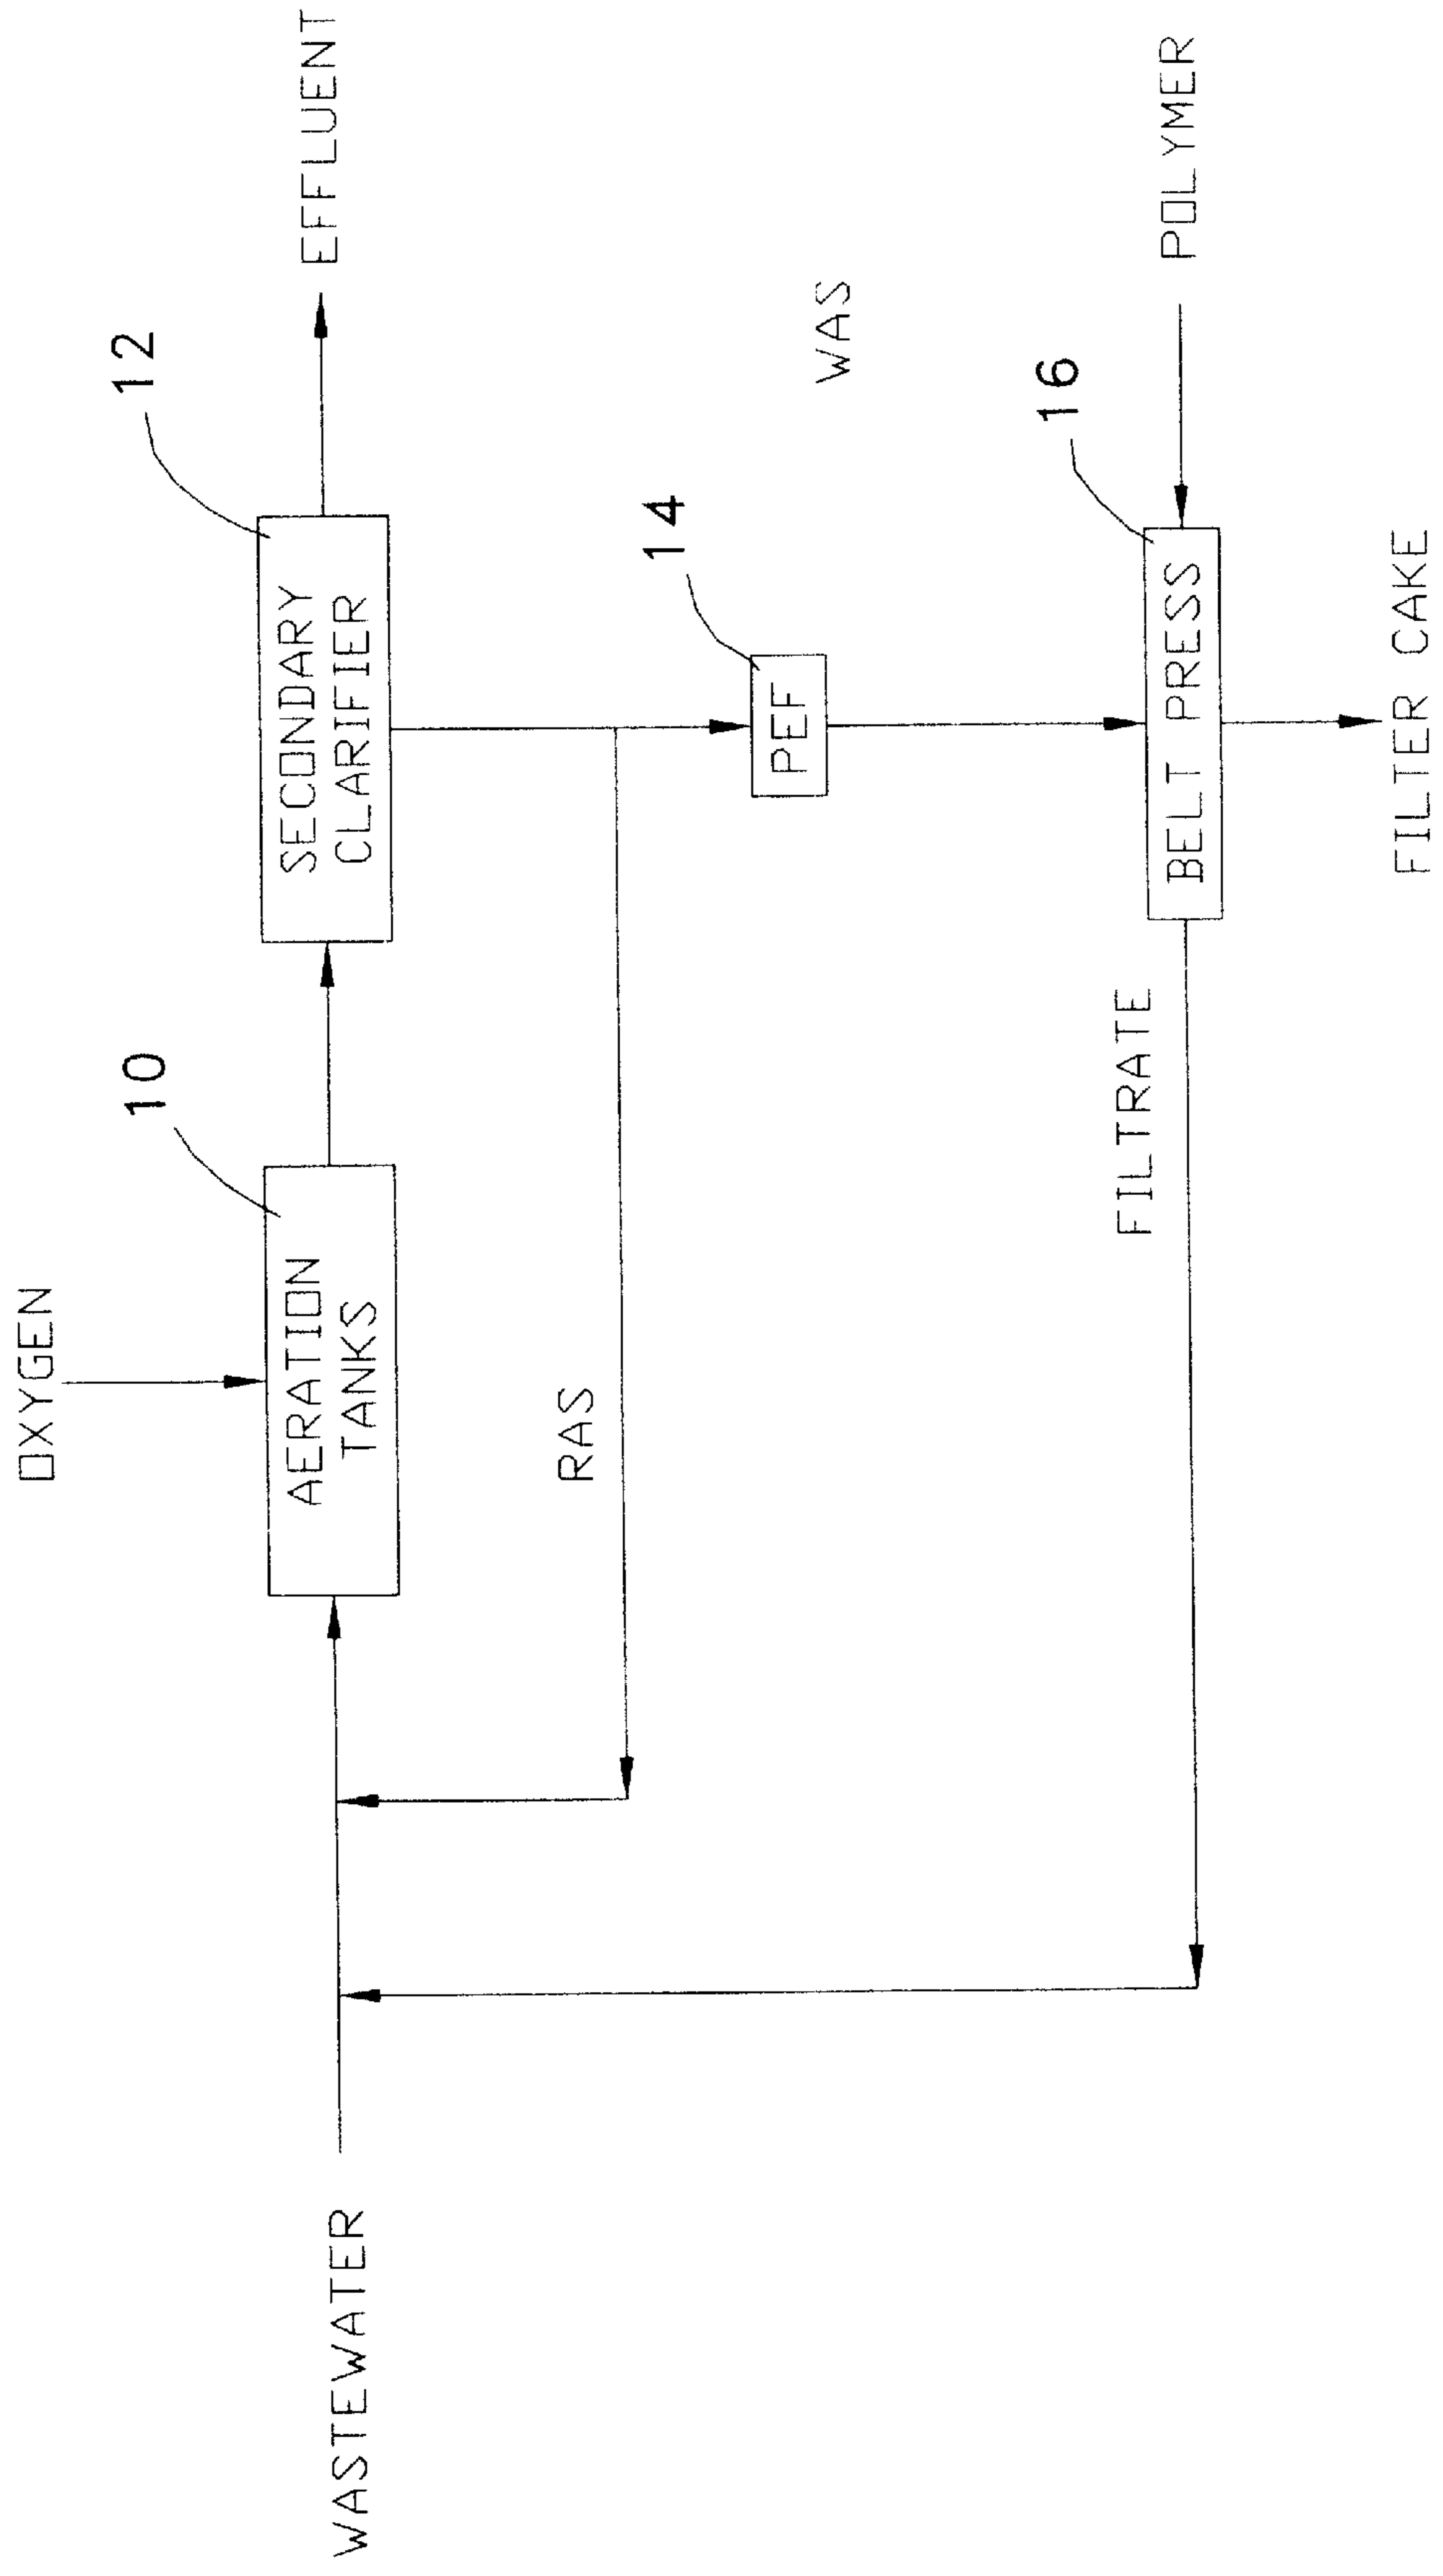 OXYGEN
10
12
AERATION
TANKS
SECONDARY
CLARIFIER
EFFLUENT
WASTEWATER
RAS
14
PEF
WAS
16
FILTRATE
BELT PRESS
POLYMER
FILTER CAKE